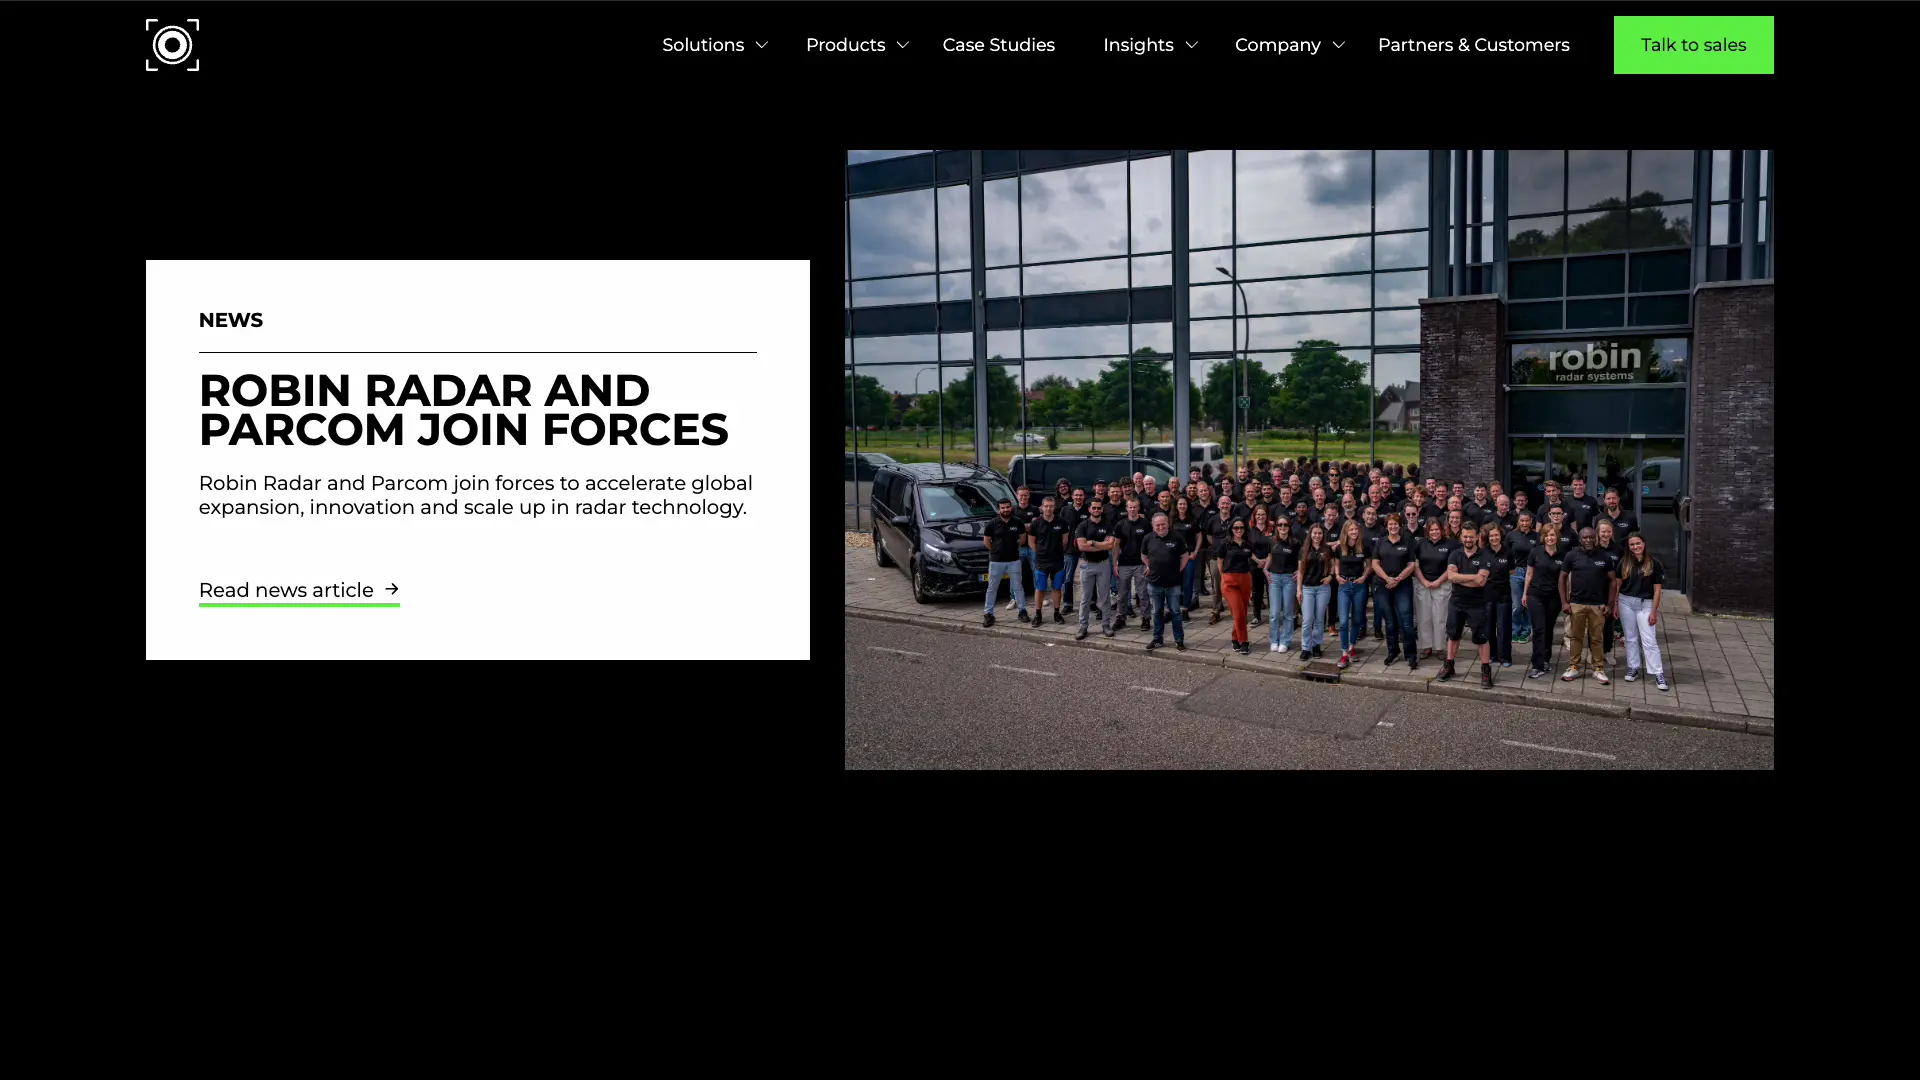 Solutions
Products
Case Studies
Insights
Company
Partners & Customers
Talk to sales
NEWS
ROBIN RADAR AND
PARCOM JOIN FORCES
Robin Radar and Parcom join forces to accelerate global
expansion, innovation and scale up in radar technology.
Read news article
robin
radar systems